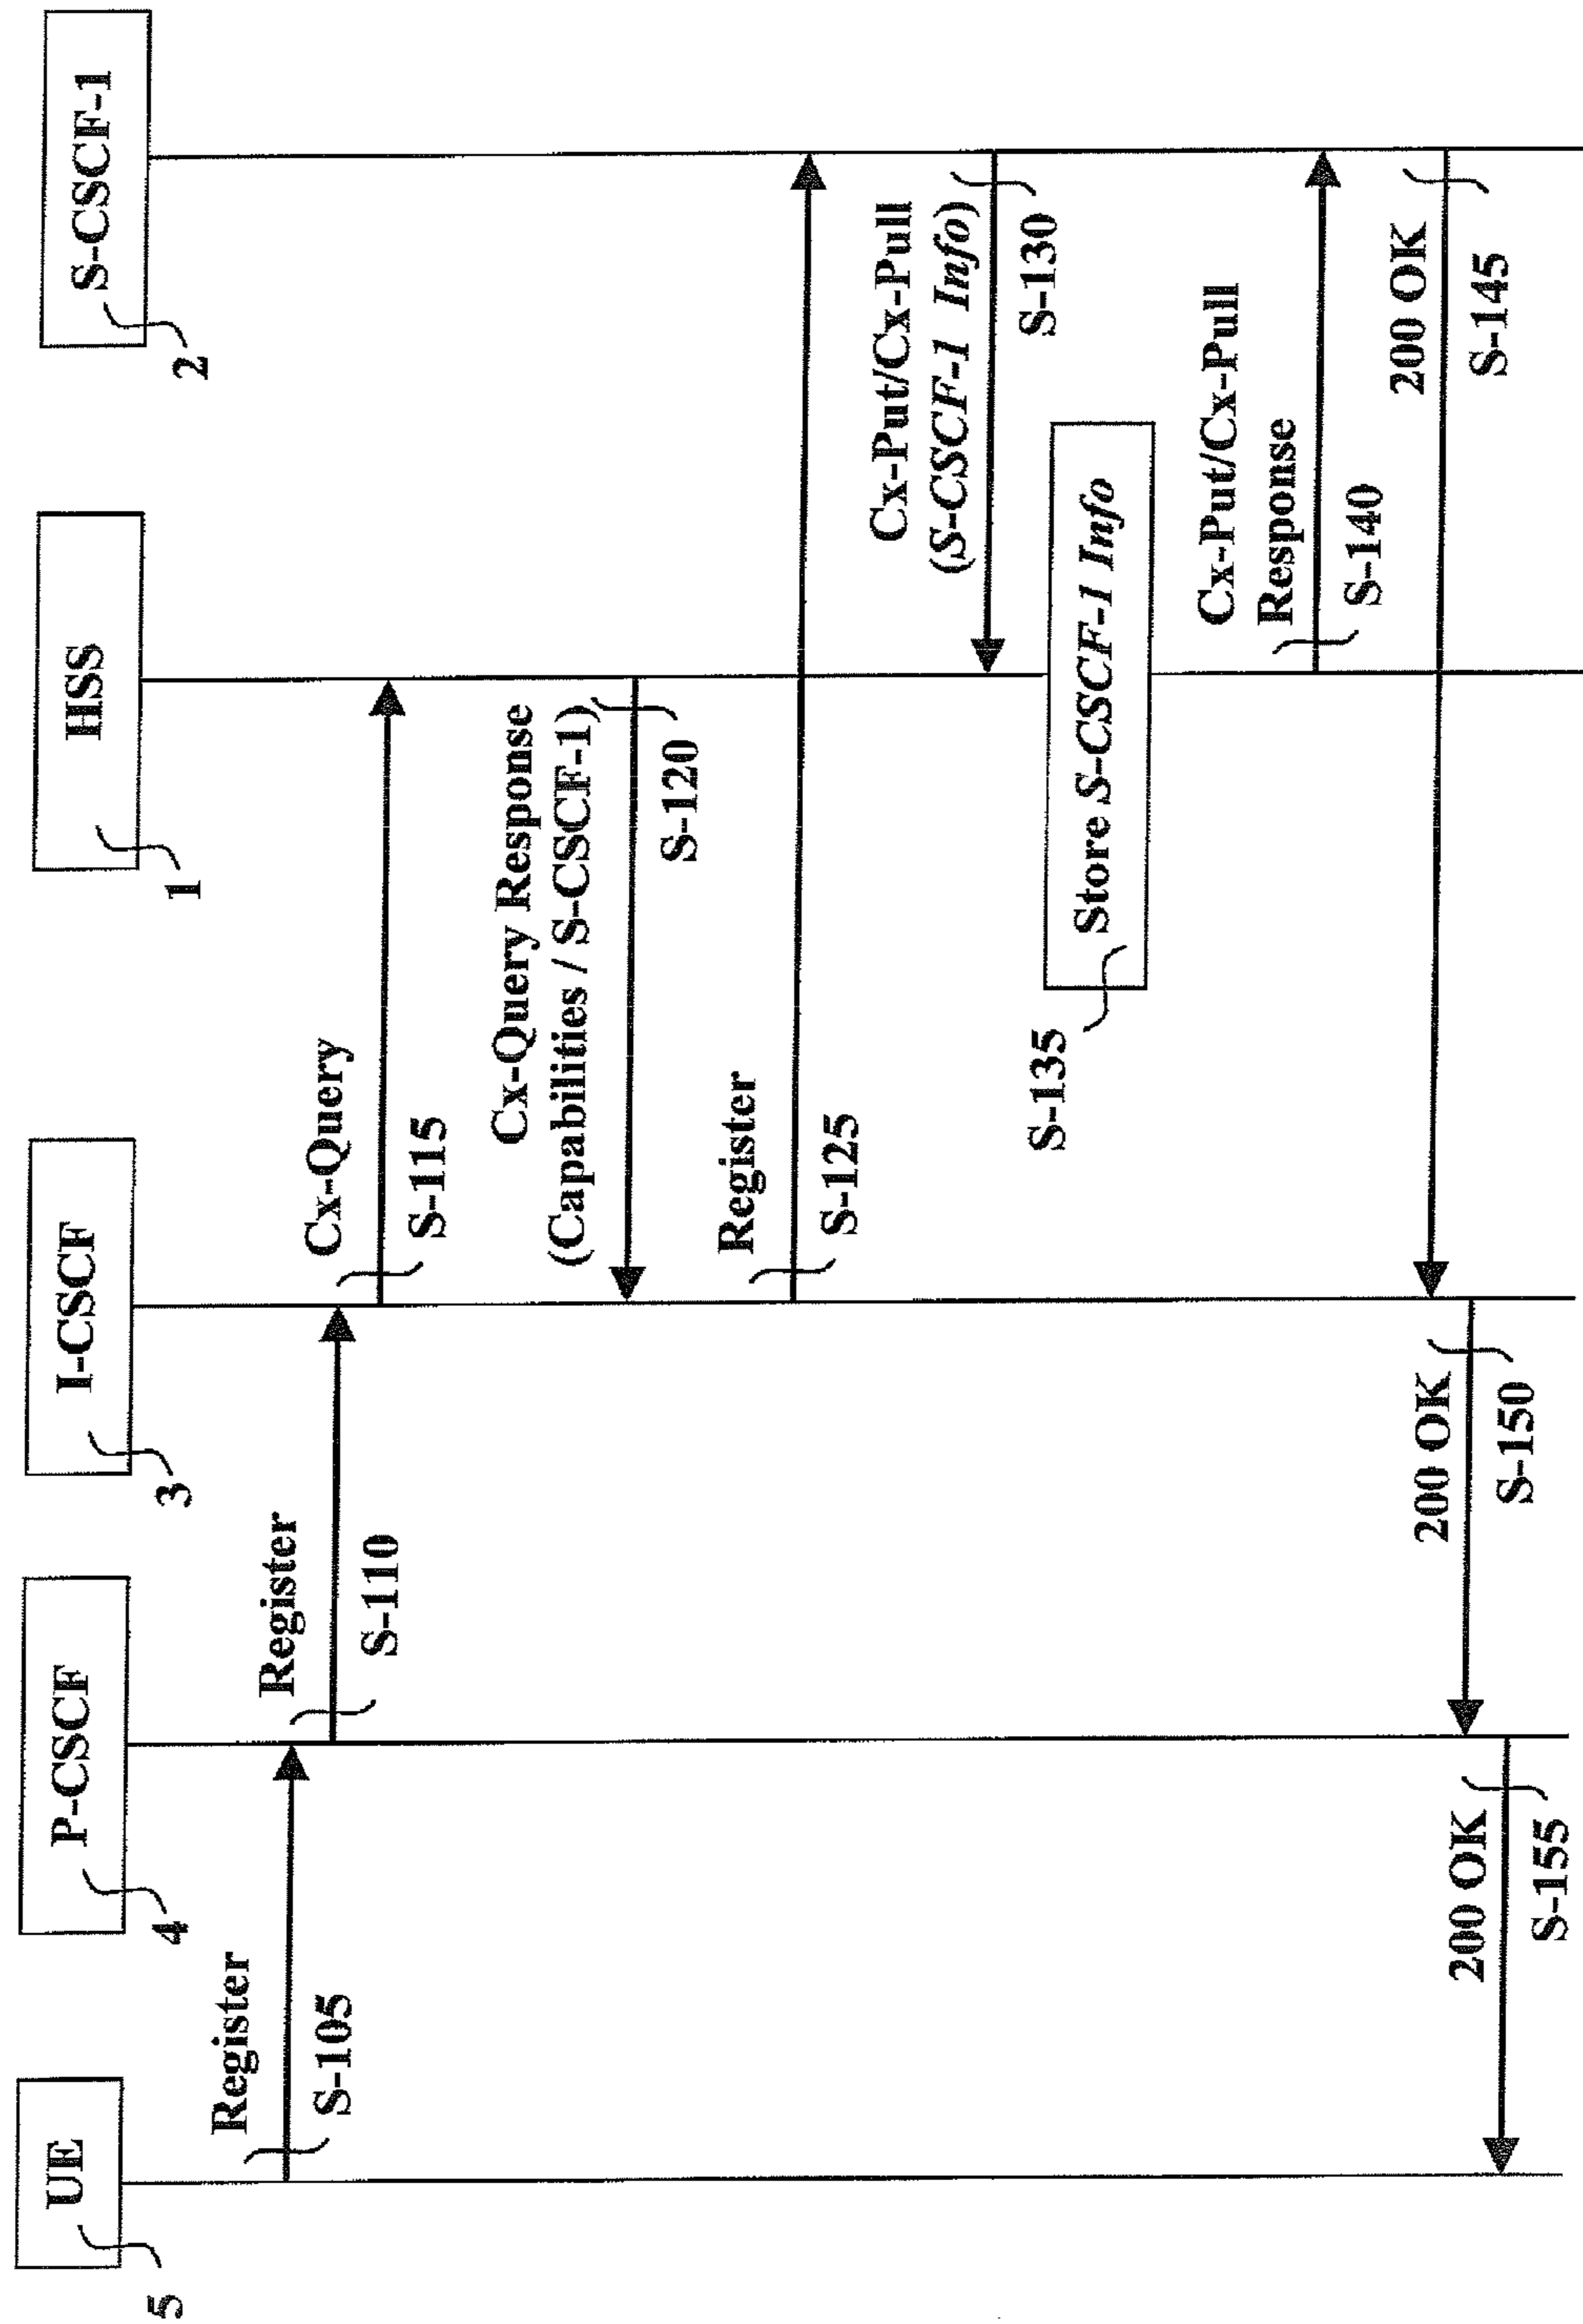 UE
5
P-CSCF
4
I-CSCF
3
HSS
1
S-CSCF-1
2
Register
S-105
Register
S-110
Cx-Query
S-115
Cx-Query Response
(Capabilities / S-CSCF-1)
S-120
Register
S-125
Cx-Put/Cx-Pull
(S-CSCF-1 Info)
S-130
Store S-CSCF-1 Info
S-135
Cx-Put/Cx-Pull
Response
S-140
200 OK
S-145
200 OK
S-150
200 OK
S-155